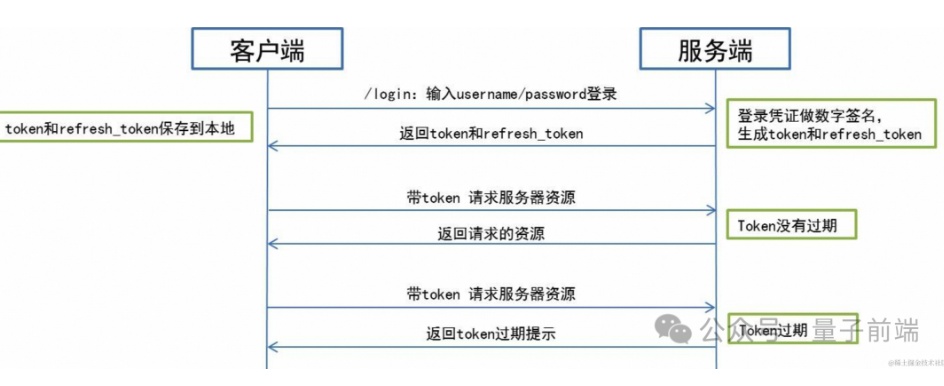 客户端
服务端
/login：输入username/password登录
token和refresh_token保存到本地
登录凭证做数字签名，
生成token和refresh_token
返回token和refresh_token
带token 请求服务器资源
Token没有过期
返回请求的资源
带token 请求服务器资源
Token过期
公众号 · 量子前端
返回token过期提示
@稀土掘金技术社区